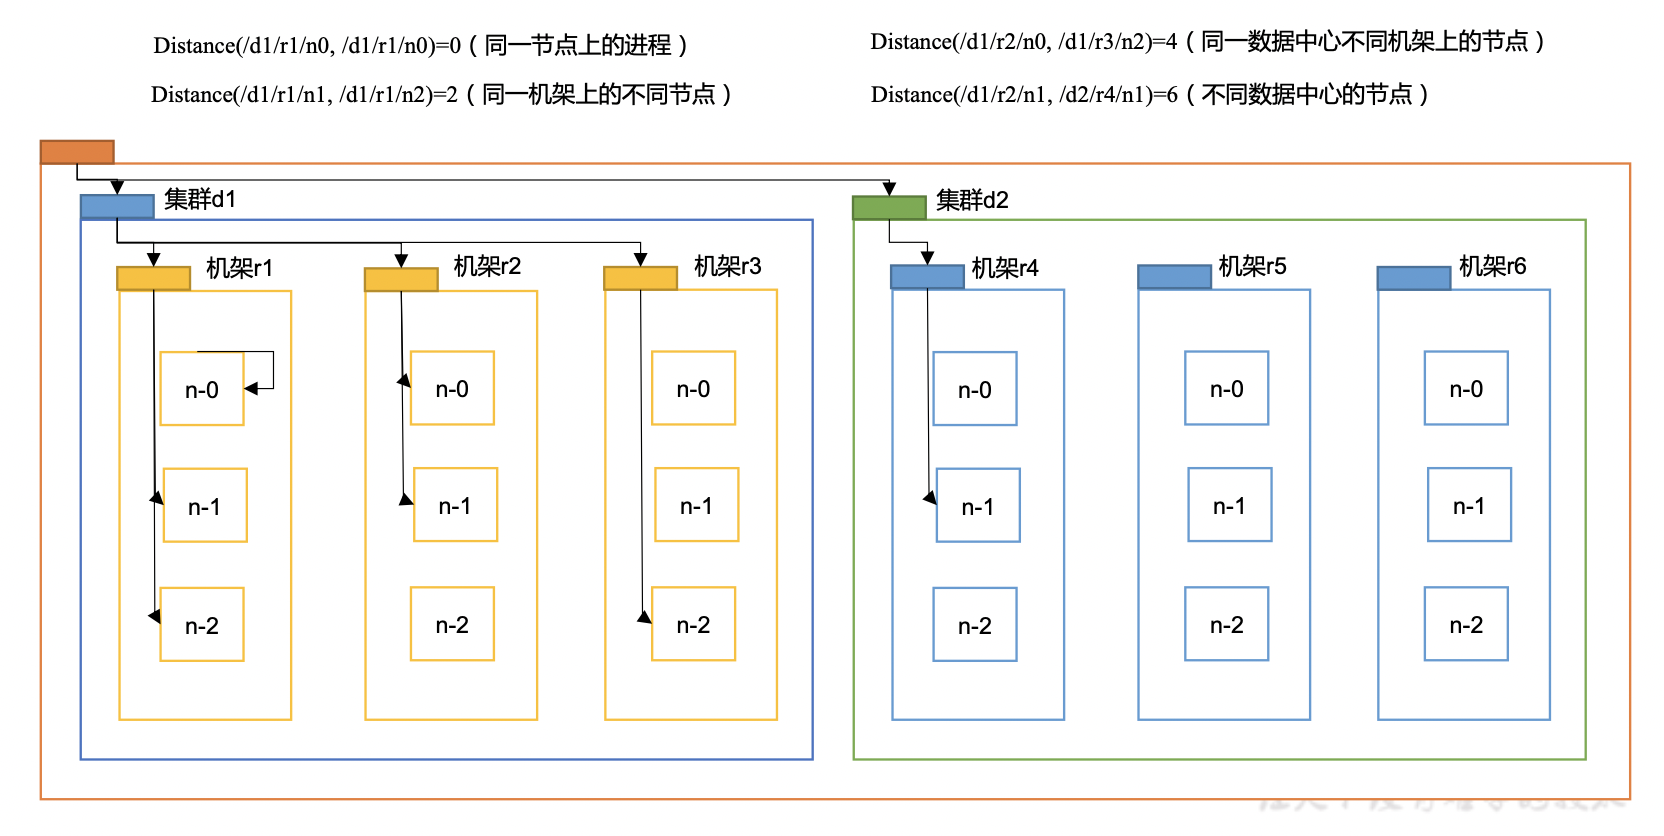 Distance(/d1/r1/n0, /d1/r1/n0)=0（同一节点上的进程）
Distance(/d1/r2/n0, /d1/r3/n2)=4（同一数据中心不同机架上的节点）
Distance(/d1/r1/n1, /d1/r1/n2)=2（同一机架上的不同节点）
Distance(/d1/r2/n1, /d2/r4/n1)=6（不同数据中心的节点）
集群d1
集群d2
机架r1
机架r2
机架r3
机架r4
机架r5
机架r6
n-0
n-0
n-0
n-0
n-0
n-0
n-1
n-1
n-1
n-1
n-1
n-1
n-2
n-2
n-2
n-2
n-2
n-2